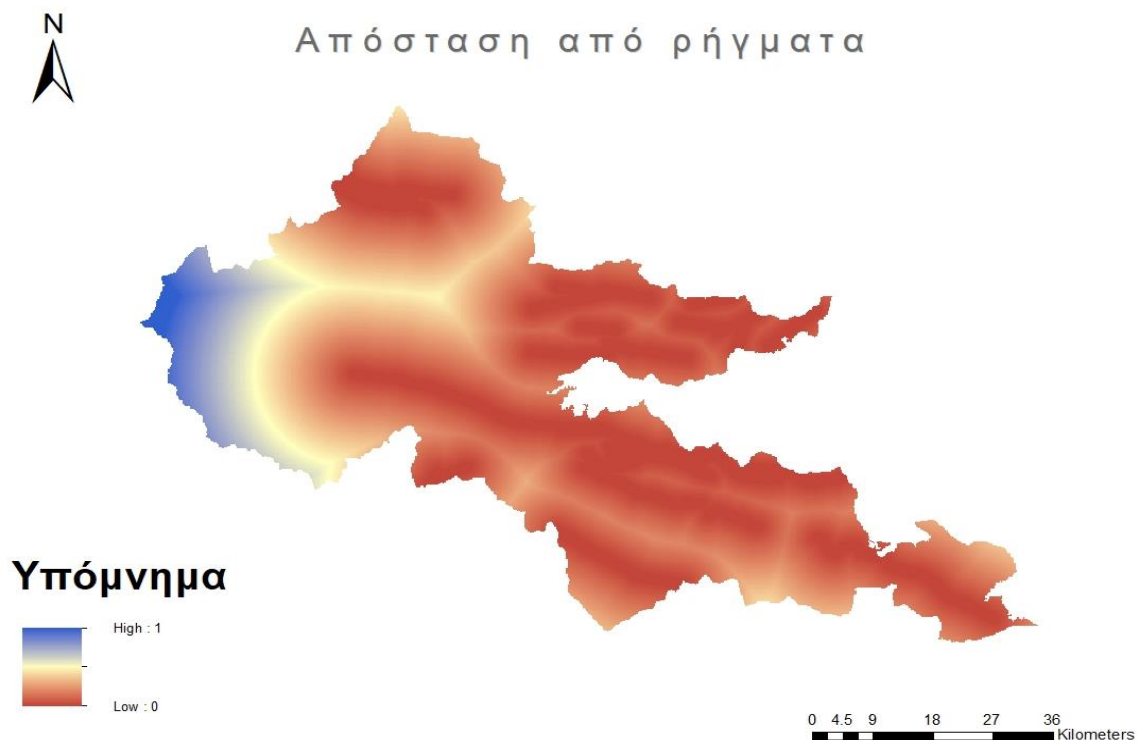 N
Απόσταση από ρήγματα
Υπόμνημα
High : 1
Low : 0
0 4.5 9 18 27 36
Kilometers